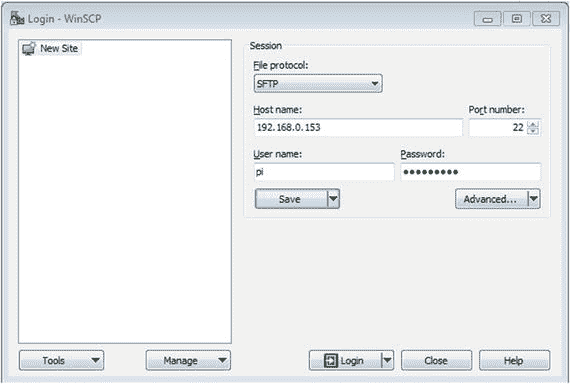 Login - WinSCP
New Site
Session
File protocol:
SFTP
Host name:
Port number:
192.168.0.153
22
User name:
Password:
pi
●●●●●●●●●
Save
Advanced...
Tools
Manage
Login
Close
Help